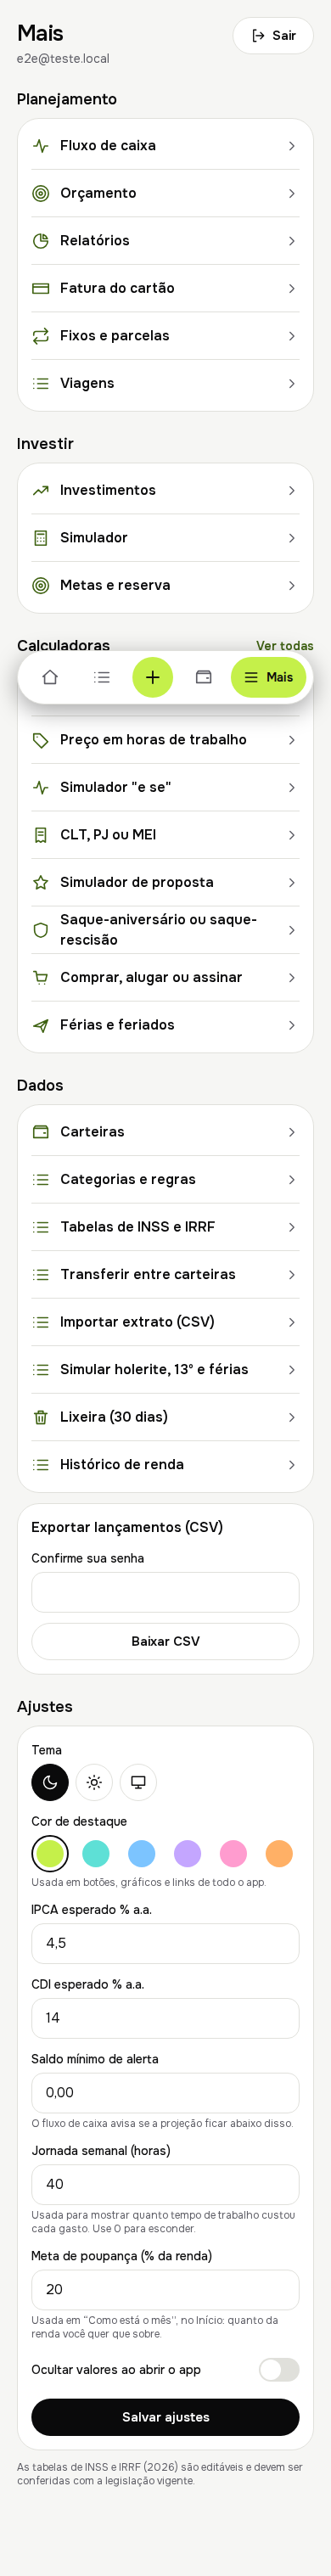 Mais
Sair
e2e@teste.local
Planejamento
Fluxo de caixa
Orçamento
Relatórios
Fatura do cartão
Fixos e parcelas
Viagens
Investir
Investimentos
Simulador
Metas e reserva
Calculadoras
Ver todas
Mais
Preço em horas de trabalho
Simulador "e se"
CLT, PJ ou MEI
Simulador de proposta
Saque-aniversário ou saque-
rescisão
Comprar, alugar ou assinar
Férias e feriados
Dados
Carteiras
Categorias e regras
Tabelas de INSS e IRRF
Transferir entre carteiras
Importar extrato (CSV)
Simular holerite, 13º e férias
Lixeira (30 dias)
Histórico de renda
Exportar lançamentos (CSV)
Confirme sua senha
Baixar CSV
Ajustes
Tema
Cor de destaque
Usada em botões, gráficos e links de todo o app.
IPCA esperado % a.a.
4,5
CDI esperado % a.a.
14
Saldo mínimo de alerta
0,00
O fluxo de caixa avisa se a projeção ficar abaixo disso.
Jornada semanal (horas)
40
Usada para mostrar quanto tempo de trabalho custou
cada gasto. Use 0 para esconder.
Meta de poupança (% da renda)
20
Usada em "Como está o mês", no Início: quanto da
renda você quer que sobre.
Ocultar valores ao abrir o app
Salvar ajustes
As tabelas de INSS e IRRF (2026) são editáveis e devem ser
conferidas com a legislação vigente.